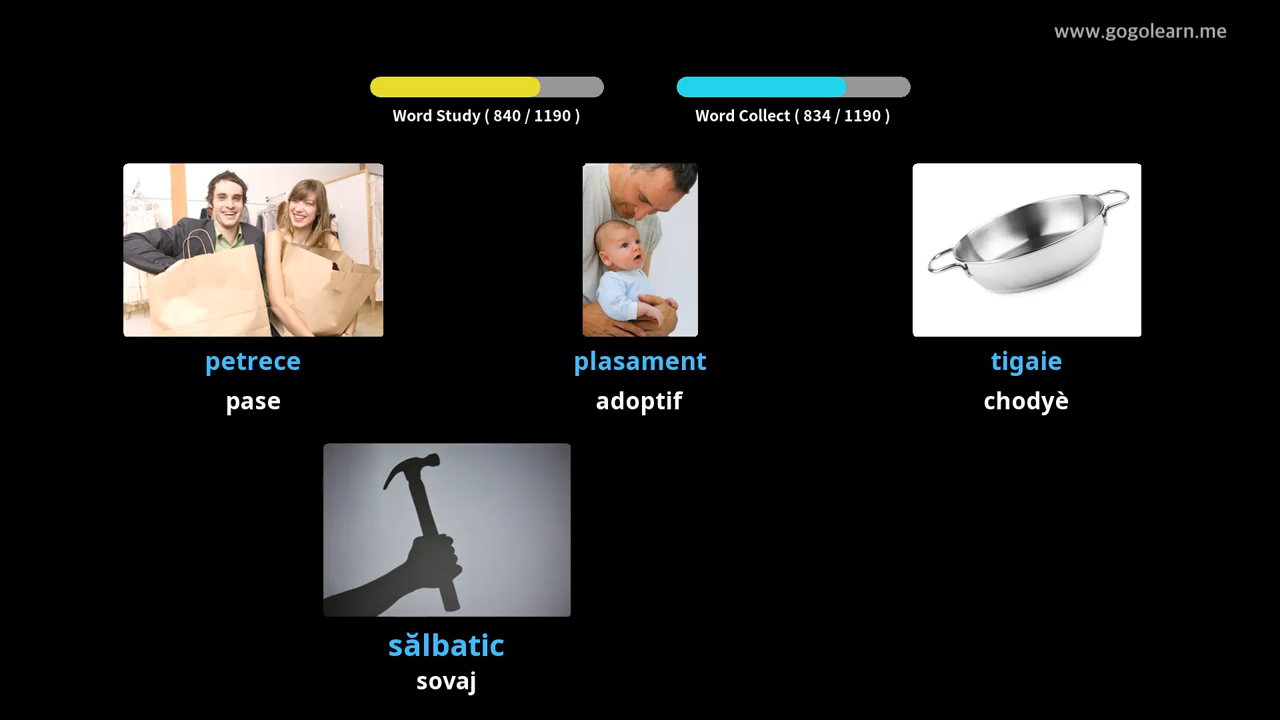 www.gogolearn.me
Word Study ( 840 / 1190 )
Word Collect ( 834 / 1190 )
petrece
pase
plasament
adoptif
tigaie
chodyè
sălbatic
sovaj